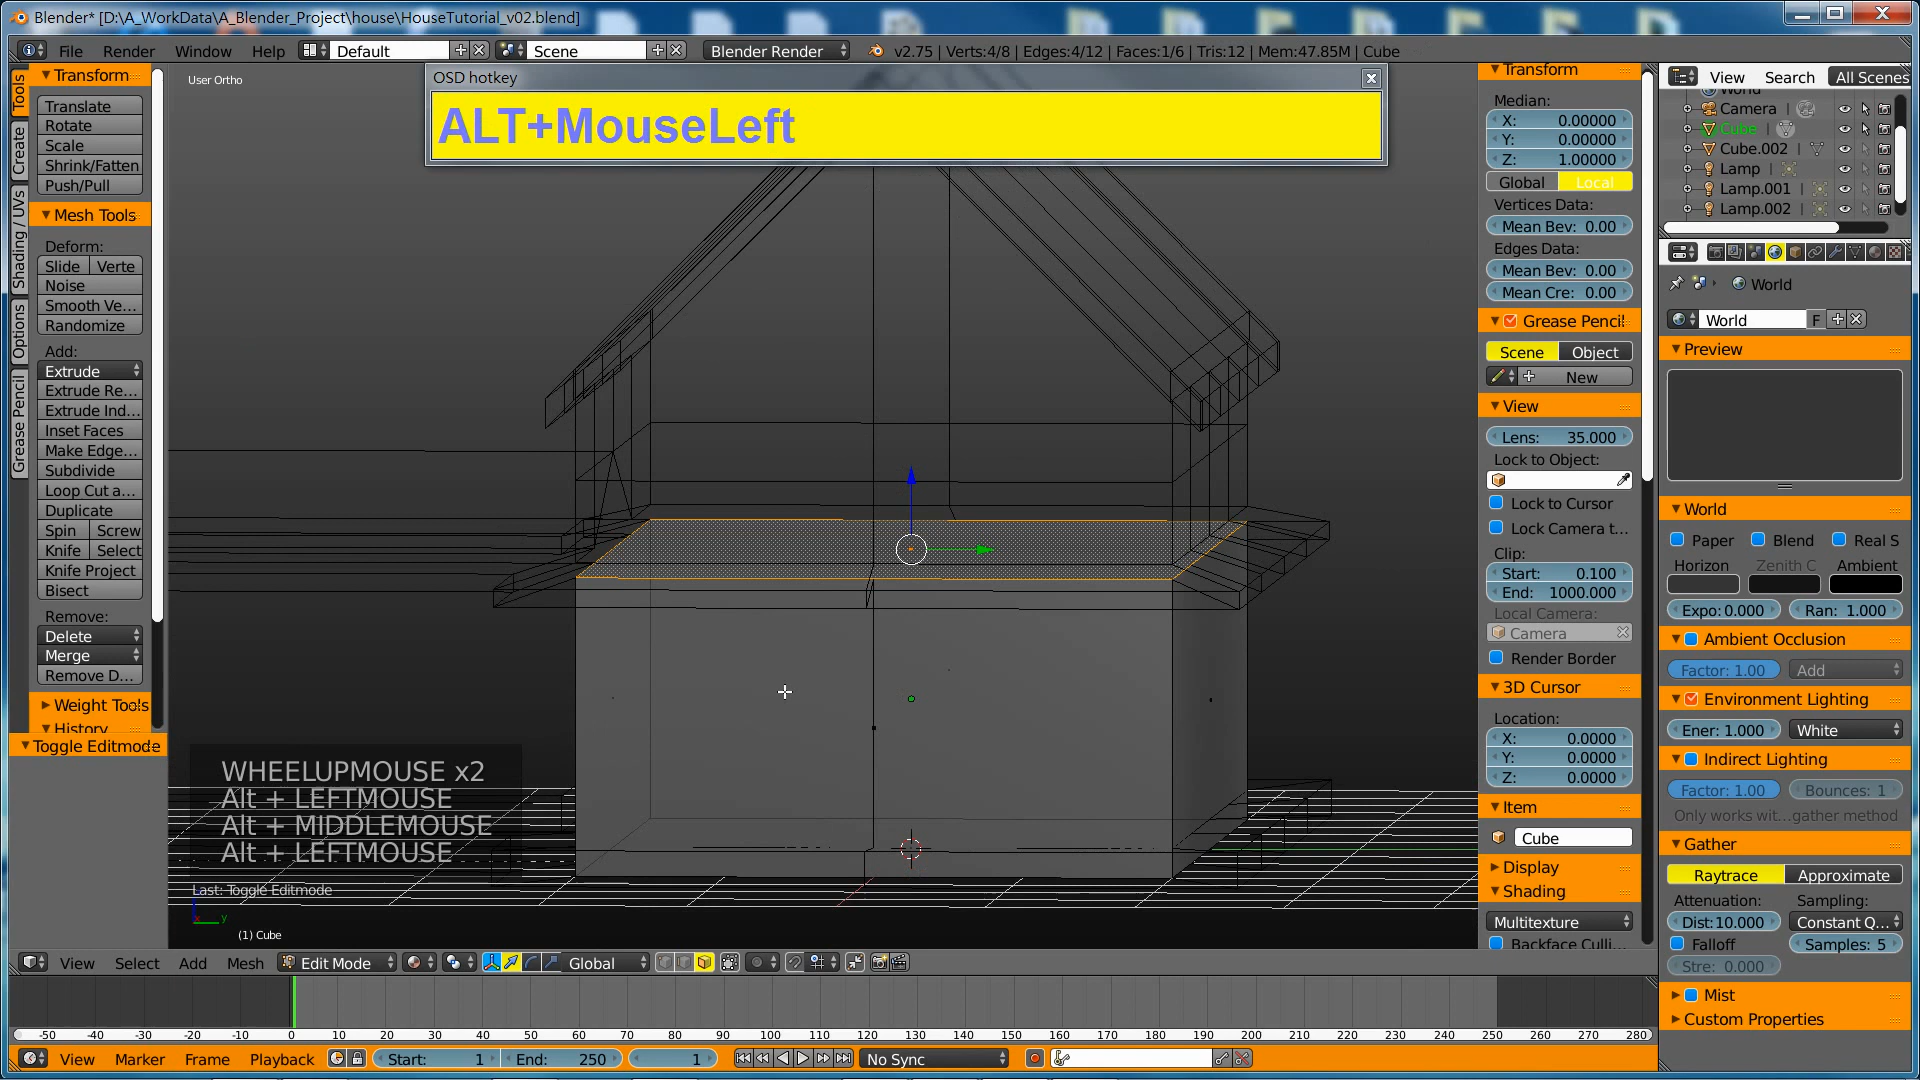 Blender* [D:\A_WorkData\A_Blender_Project\house\HouseTutorial_v02.blend]
File Render Window Help Default Scene Blender Render v2.75 | Verts:4/8 | Edges:4/12 | Faces:1/6 | Tris:12 | Mem:47.85M | Cube
OSD hotkey
ALT+MouseLeft
User Ortho
Tools
Create
Shading / UVs
Options
Grease Pencil
Transform
Translate
Rotate
Scale
Shrink/Fatten
Push/Pull
Mesh Tools
Deform:
Slide Verte
Noise
Smooth Ve...
Randomize
Add:
Extrude
Extrude Re...
Extrude Ind...
Inset Faces
Make Edge...
Subdivide
Loop Cut a...
Duplicate
Spin Screw
Knife Select
Knife Project
Bisect
Remove:
Delete
Merge
Remove D...
Weight Tools
History
Toggle Editmode
WHEELUPMOUSE x2
Alt + LEFTMOUSE
Alt + MIDDLEMOUSE
Alt + LEFTMOUSE
Last: Toggle Editmode
x y
(1) Cube
Transform
Median:
X: 0.00000
Y: 0.00000
Z: 1.00000
Global Local
Vertices Data:
Mean Bev: 0.00
Edges Data:
Mean Bev: 0.00
Mean Cre: 0.00
Grease Pencil
Scene Object
New
View
Lens: 35.000
Lock to Object:
Lock to Cursor
Lock Camera t...
Clip:
Start: 0.100
End: 1000.000
Local Camera:
Camera
Render Border
3D Cursor
Location:
X: 0.0000
Y: 0.0000
Z: 0.0000
Item
Cube
Display
Shading
Multitexture
Backface Culli...
View Search All Scenes
World
Camera
Cube
Cube.002
Lamp
Lamp.001
Lamp.002
World
World F
Preview
World
Paper Blend Real S
Horizon Zenith C Ambient
Expo:0.000 Ran: 1.000
Ambient Occlusion
Factor: 1.00 Add
Environment Lighting
Ener: 1.000 White
Indirect Lighting
Factor: 1.00 Bounces: 1
Only works wit...gather method
Gather
Raytrace Approximate
Attenuation: Sampling:
Dist:10.000 Constant Q...
Falloff Samples: 5
Stre: 0.000
Mist
Custom Properties
View Select Add Mesh Edit Mode Global
-50 -40 -30 -20 -10 0 10 20 30 40 50 60 70 80 90 100 110 120 130 140 150 160 170 180 190 200 210 220 230 240 250 260 270 280
View Marker Frame Playback Start: 1 End: 250 1 No Sync